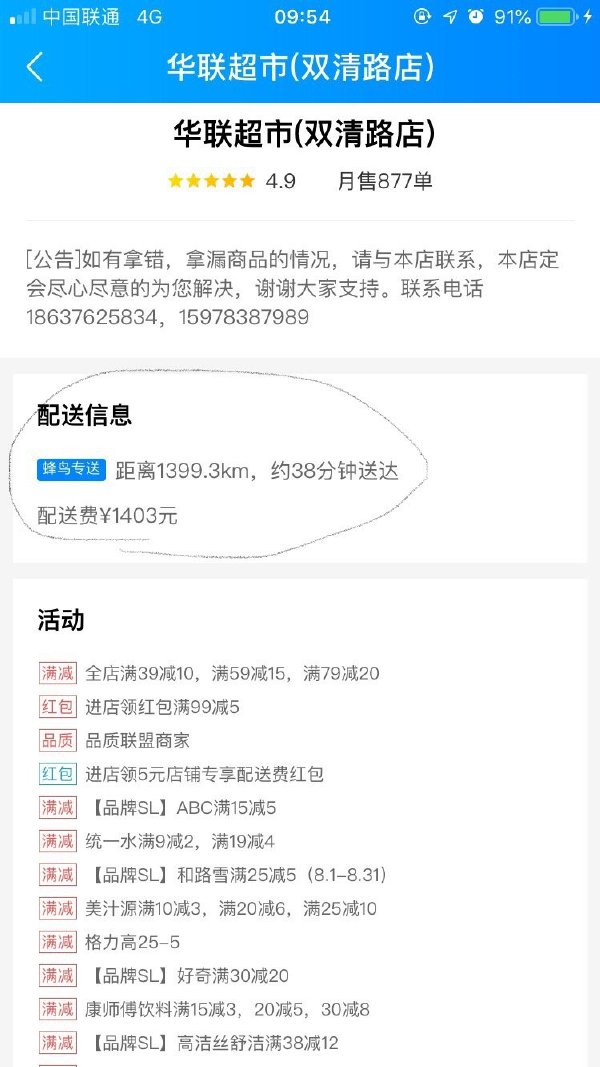 中国联通 4G 09:54 91%
华联超市(双清路店)
华联超市(双清路店)
4.9 月售877单
[公告]如有拿错，拿漏商品的情况，请与本店联系，本店定
会尽心尽意的为您解决，谢谢大家支持。联系电话
18637625834，15978387989
配送信息
蜂鸟专送 距离1399.3km，约38分钟送达
配送费¥1403元
活动
满减 全店满39减10，满59减15，满79减20
红包 进店领红包满99减5
品质 品质联盟商家
红包 进店领5元店铺专享配送费红包
满减 【品牌SL】ABC满15减5
满减 统一水满9减2，满19减4
满减 【品牌SL】和路雪满25减5（8.1-8.31）
满减 美汁源满10减3，满20减6，满25减10
满减 格力高25-5
满减 【品牌SL】好奇满30减20
满减 康师傅饮料满15减3，20减5，30减8
满减 【品牌SL】高洁丝舒洁满38减12